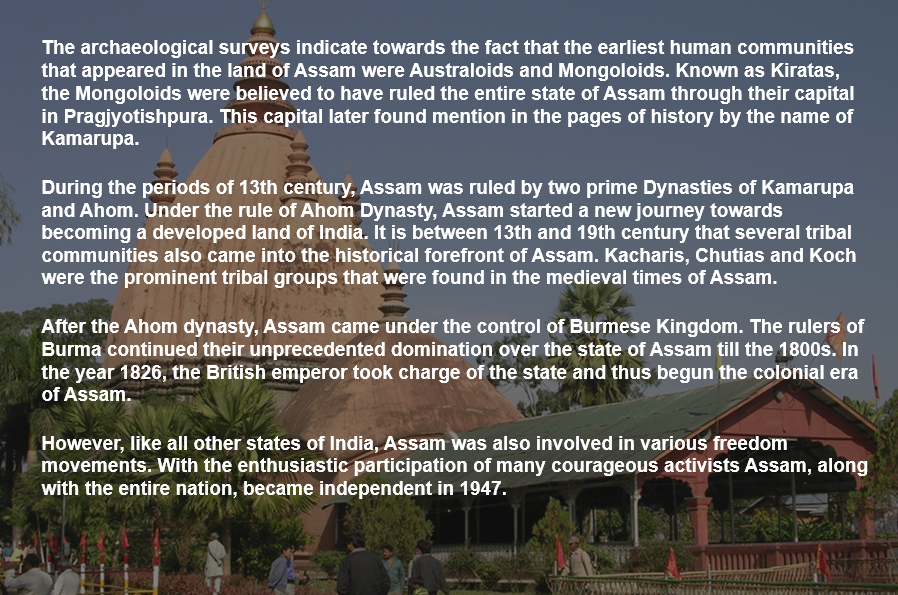 The archaeological surveys indicate towards the fact that the earliest human communities
that appeared in the land of Assam were Australoids and Mongoloids. Known as Kiratas,
the Mongoloids were believed to have ruled the entire state of Assam through their capital
in Pragjyotishpura. This capital later found mention in the pages of history by the name of
Kamarupa.
During the periods of 13th century, Assam was ruled by two prime Dynasties of Kamarupa
and Ahom. Under the rule of Ahom Dynasty, Assam started a new journey towards
becoming a developed land of India. It is between 13th and 19th century that several tribal
communities also came into the historical forefront of Assam. Kacharis, Chutias and Koch
were the prominent tribal groups that were found in the medieval times of Assam.
After the Ahom dynasty, Assam came under the control of Burmese Kingdom. The rulers of
Burma continued their unprecedented domination over the state of Assam till the 1800s. In
the year 1826, the British emperor took charge of the state and thus begun the colonial era
of Assam.
However, like all other states of India, Assam was also involved in various freedom
movements. With the enthusiastic participation of many courageous activists Assam, along
with the entire nation, became independent in 1947.